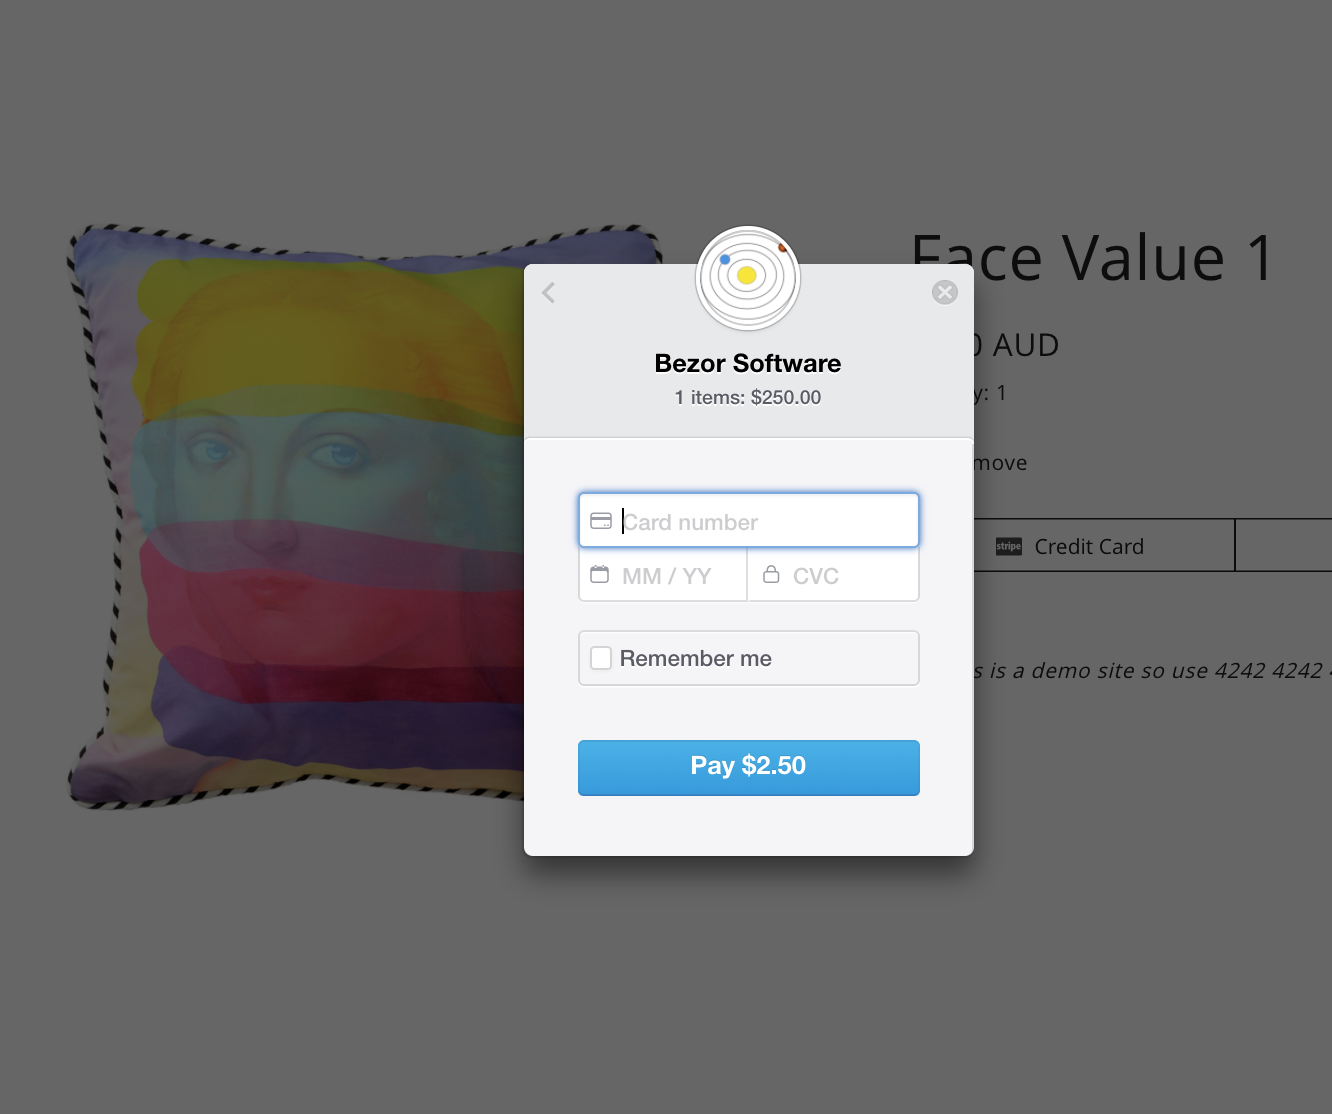 Face Value 1
0 AUD
y: 1
move
stripe Credit Card
s is a demo site so use 4242 4242
Bezor Software
1 items: $250.00
Card number
MM / YY
CVC
Remember me
Pay $2.50